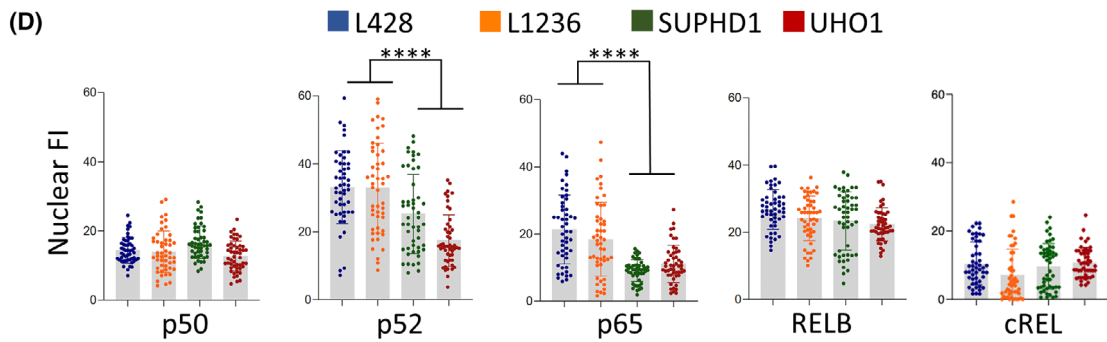 (D)
L428 L1236 SUPHD1 UHO1
**** ****
Nuclear FI
60 60 60 60 60
40 40 40 40 40
20 20 20 20 20
0 0 0 0 0
p50 p52 p65 RELB cREL